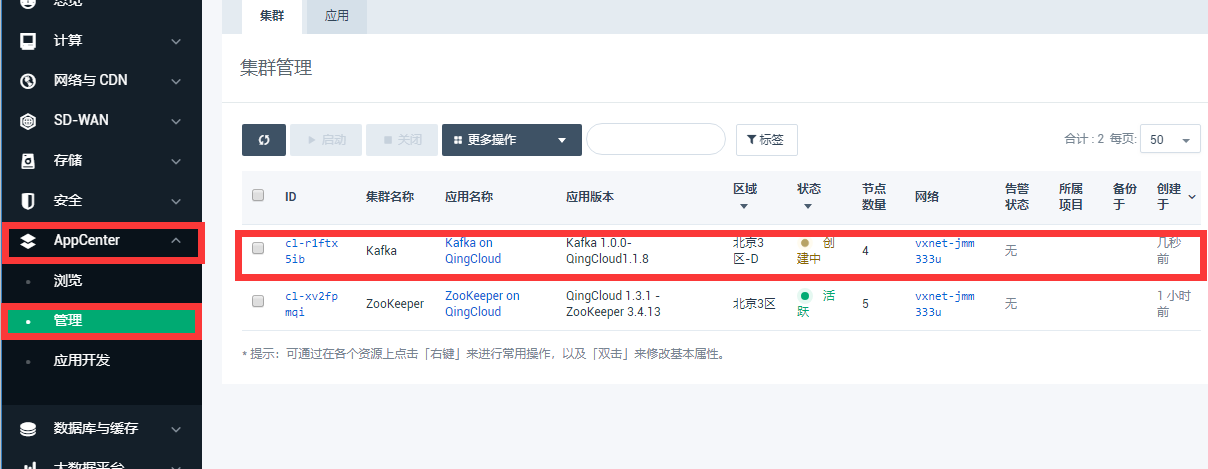 总览
计算
网络与 CDN
SD-WAN
存储
安全
AppCenter
浏览
管理
应用开发
数据库与缓存
大数据平台
集群 应用
集群管理
启动 关闭 更多操作 标签 合计 : 2 每页: 50
ID 集群名称 应用名称 应用版本 区域 状态 节点 网络 告警 所属 备份 创建
数量 状态 项目 于 于
cl-r1ftx Kafka Kafka on Kafka 1.0.0- 北京3 创 4 vxnet-jmm 无 几秒
5ib QingCloud QingCloud1.1.8 区-D 建中 333u 前
cl-xv2fp ZooKeeper ZooKeeper on QingCloud 1.3.1 - 北京3区 活 5 vxnet-jmm 无 1 小时
mqi QingCloud ZooKeeper 3.4.13 跃 333u 前
* 提示：可通过在各个资源上点击「右键」来进行常用操作，以及「双击」来修改基本属性。